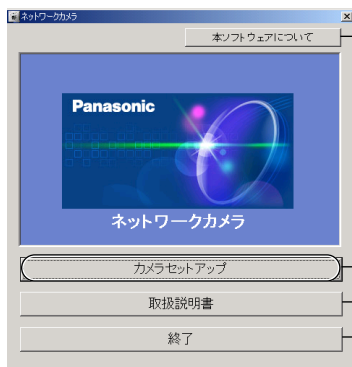 ネットワークカメラ
本ソフトウェアについて
Panasonic
ネットワークカメラ
カメラセットアップ
取扱説明書
終了